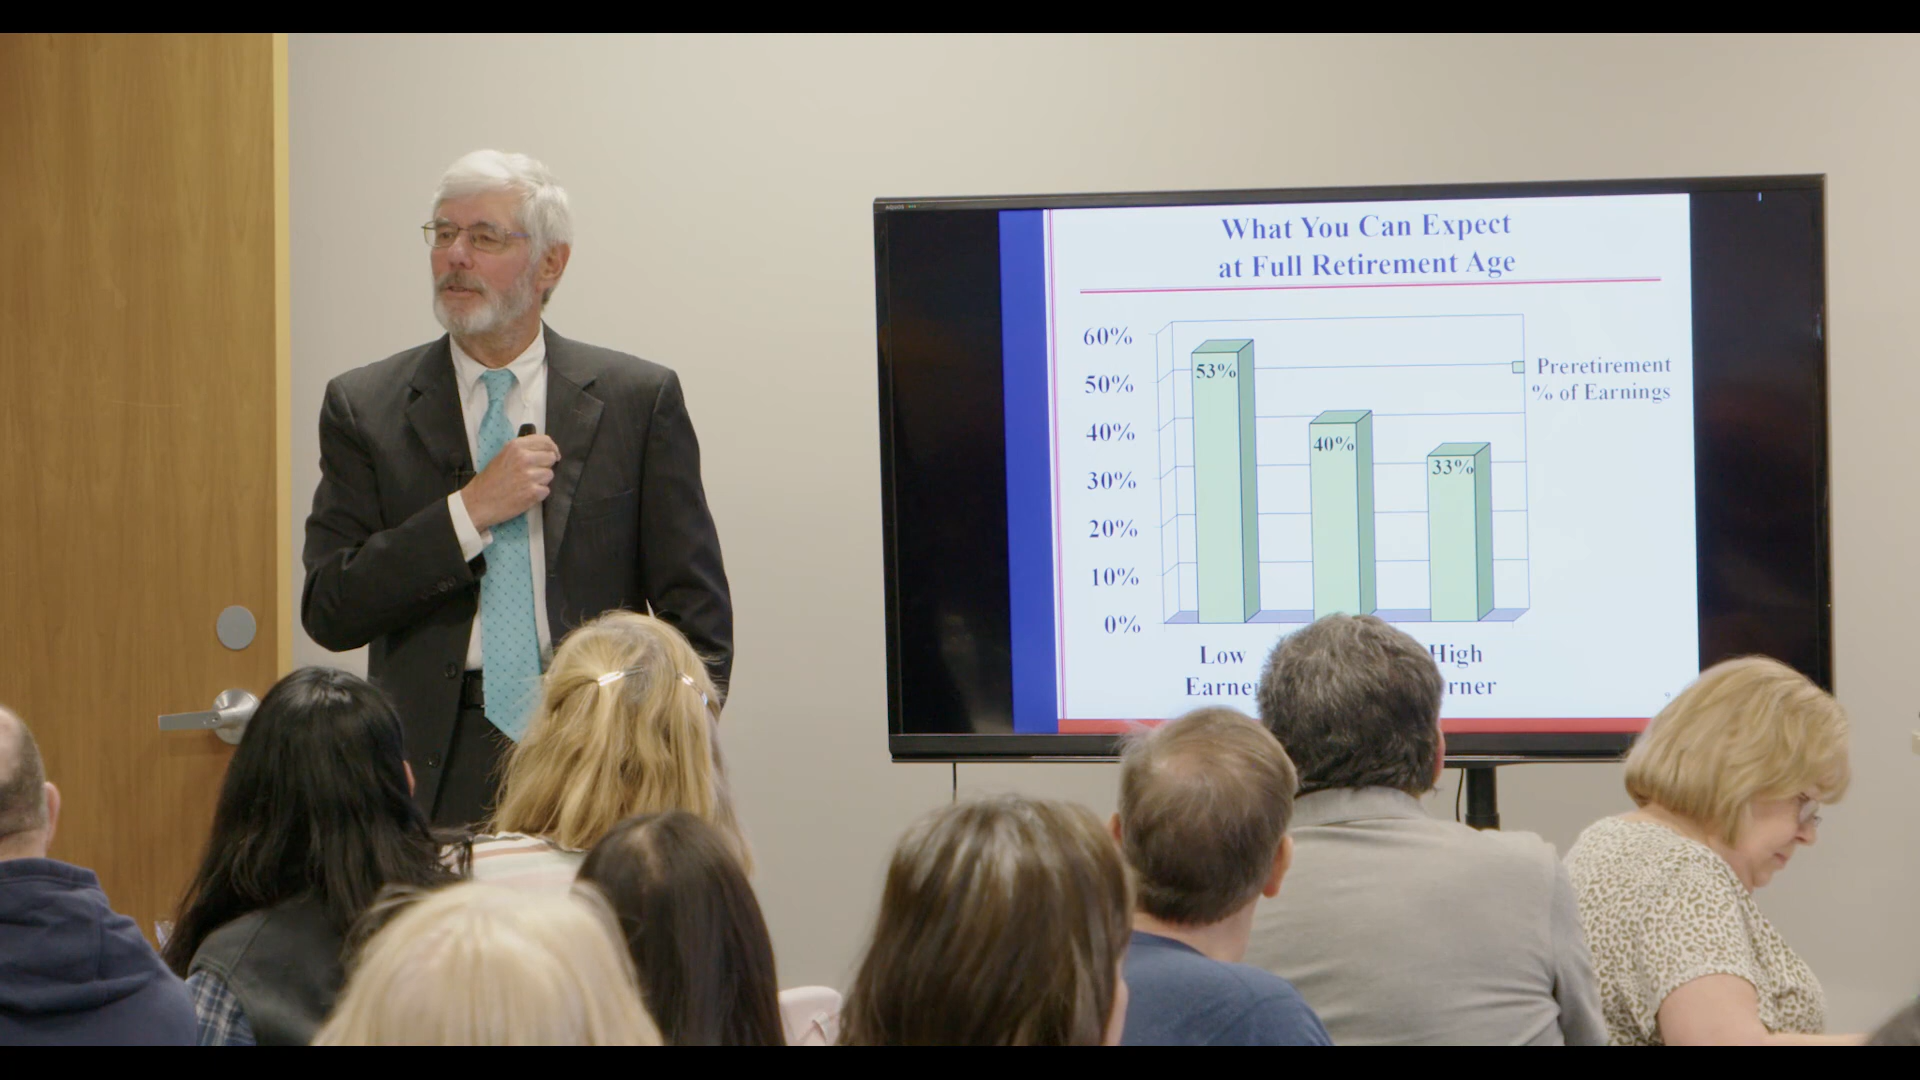 What You Can Expect
at Full Retirement Age
60%
50%
40%
30%
20%
10%
0%
53%
40%
33%
Preretirement
% of Earnings
Low
High
9